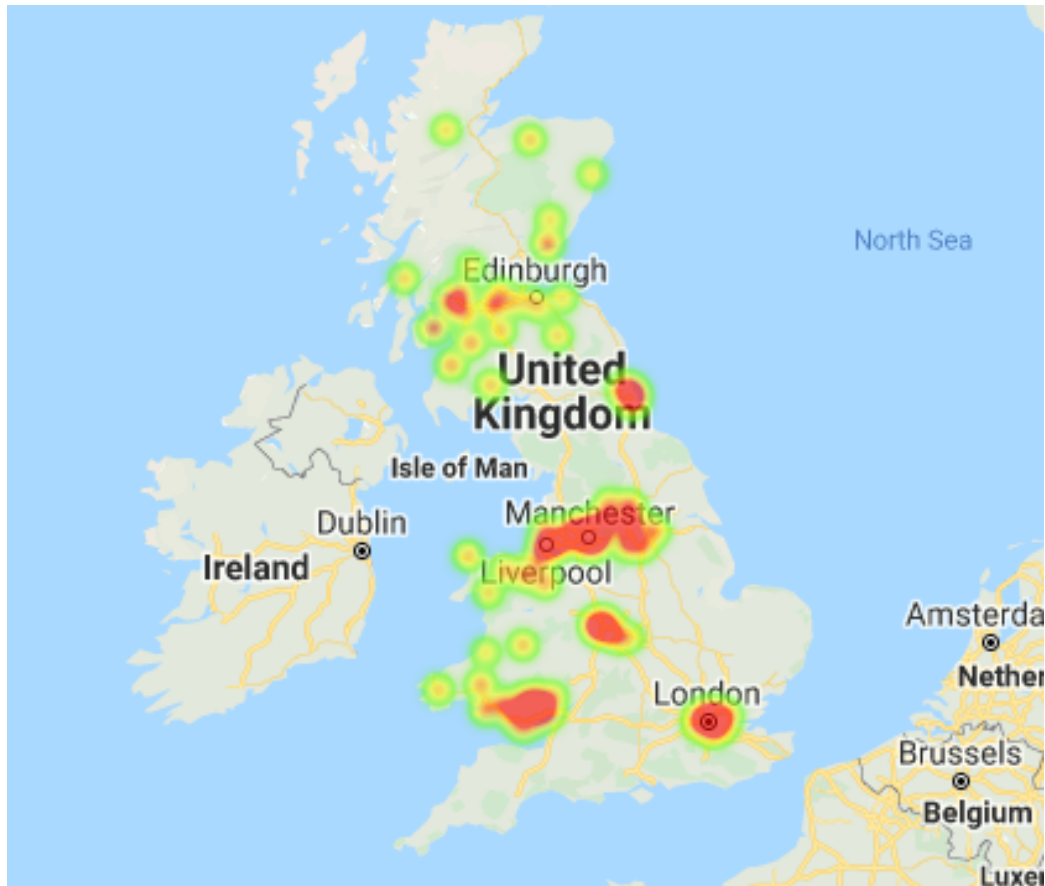 North Sea
Edinburgh
United
Kingdom
Isle of Man
Manchester
Dublin
Liverpool
Ireland
Amsterda
Nether
London
Brussels
Belgium
Luxer